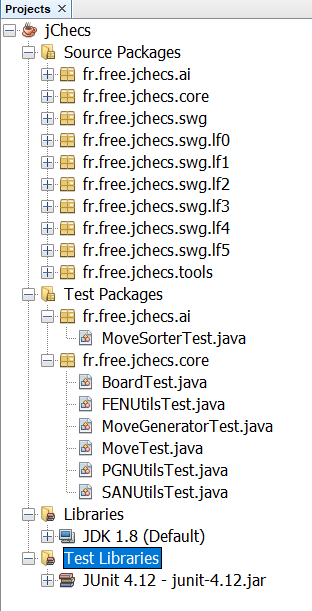 Projects ×
jChecs
Source Packages
fr.free.jchecs.ai
fr.free.jchecs.core
fr.free.jchecs.swg
fr.free.jchecs.swg.lf0
fr.free.jchecs.swg.lf1
fr.free.jchecs.swg.lf2
fr.free.jchecs.swg.lf3
fr.free.jchecs.swg.lf4
fr.free.jchecs.swg.lf5
fr.free.jchecs.tools
Test Packages
fr.free.jchecs.ai
MoveSorterTest.java
fr.free.jchecs.core
BoardTest.java
FENUtilsTest.java
MoveGeneratorTest.java
MoveTest.java
PGNUtilsTest.java
SANUtilsTest.java
Libraries
JDK 1.8 (Default)
Test Libraries
JUnit 4.12 - junit-4.12.jar